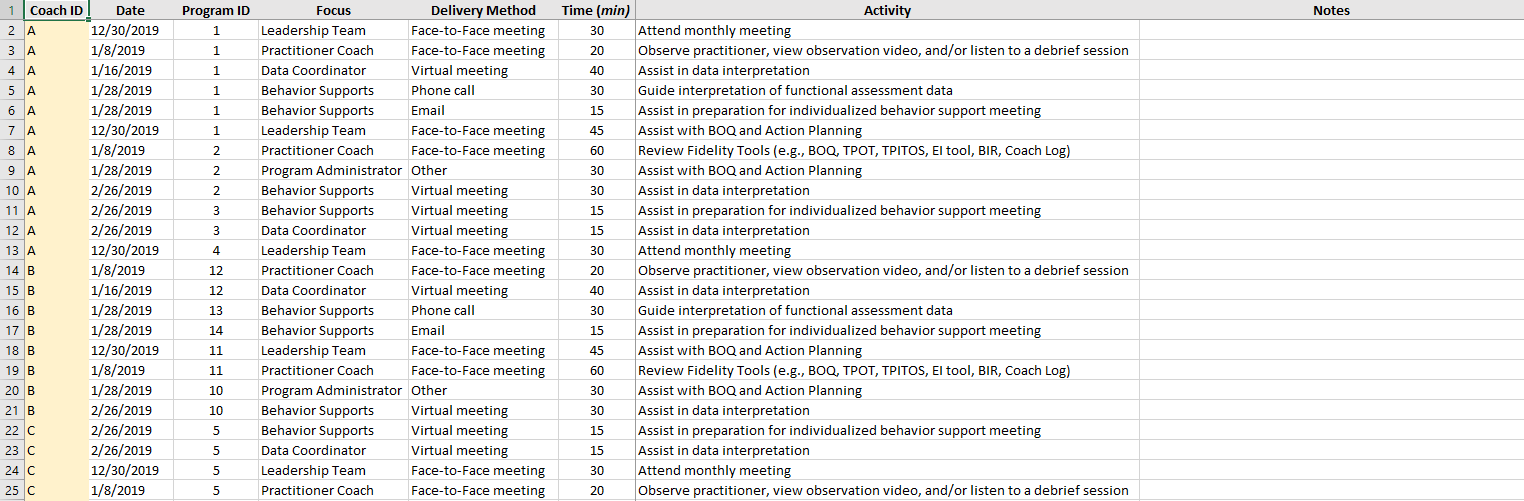 1 Coach ID Date Program ID Focus Delivery Method Time (min) Activity Notes
2 A 12/30/2019 1 Leadership Team Face-to-Face meeting 30 Attend monthly meeting
3 A 1/8/2019 1 Practitioner Coach Face-to-Face meeting 20 Observe practitioner, view observation video, and/or listen to a debrief session
4 A 1/16/2019 1 Data Coordinator Virtual meeting 40 Assist in data interpretation
5 A 1/28/2019 1 Behavior Supports Phone call 30 Guide interpretation of functional assessment data
6 A 1/28/2019 1 Behavior Supports Email 15 Assist in preparation for individualized behavior support meeting
7 A 12/30/2019 1 Leadership Team Face-to-Face meeting 45 Assist with BOQ and Action Planning
8 A 1/8/2019 2 Practitioner Coach Face-to-Face meeting 60 Review Fidelity Tools (e.g., BOQ, TPOT, TPITOS, EI tool, BIR, Coach Log)
9 A 1/28/2019 2 Program Administrator Other 30 Assist with BOQ and Action Planning
10 A 2/26/2019 2 Behavior Supports Virtual meeting 30 Assist in data interpretation
11 A 2/26/2019 3 Behavior Supports Virtual meeting 15 Assist in preparation for individualized behavior support meeting
12 A 2/26/2019 3 Data Coordinator Virtual meeting 15 Assist in data interpretation
13 A 12/30/2019 4 Leadership Team Face-to-Face meeting 30 Attend monthly meeting
14 B 1/8/2019 12 Practitioner Coach Face-to-Face meeting 20 Observe practitioner, view observation video, and/or listen to a debrief session
15 B 1/16/2019 12 Data Coordinator Virtual meeting 40 Assist in data interpretation
16 B 1/28/2019 13 Behavior Supports Phone call 30 Guide interpretation of functional assessment data
17 B 1/28/2019 14 Behavior Supports Email 15 Assist in preparation for individualized behavior support meeting
18 B 12/30/2019 11 Leadership Team Face-to-Face meeting 45 Assist with BOQ and Action Planning
19 B 1/8/2019 11 Practitioner Coach Face-to-Face meeting 60 Review Fidelity Tools (e.g., BOQ, TPOT, TPITOS, EI tool, BIR, Coach Log)
20 B 1/28/2019 10 Program Administrator Other 30 Assist with BOQ and Action Planning
21 B 2/26/2019 10 Behavior Supports Virtual meeting 30 Assist in data interpretation
22 C 2/26/2019 5 Behavior Supports Virtual meeting 15 Assist in preparation for individualized behavior support meeting
23 C 2/26/2019 5 Data Coordinator Virtual meeting 15 Assist in data interpretation
24 C 12/30/2019 5 Leadership Team Face-to-Face meeting 30 Attend monthly meeting
25 C 1/8/2019 5 Practitioner Coach Face-to-Face meeting 20 Observe practitioner, view observation video, and/or listen to a debrief session